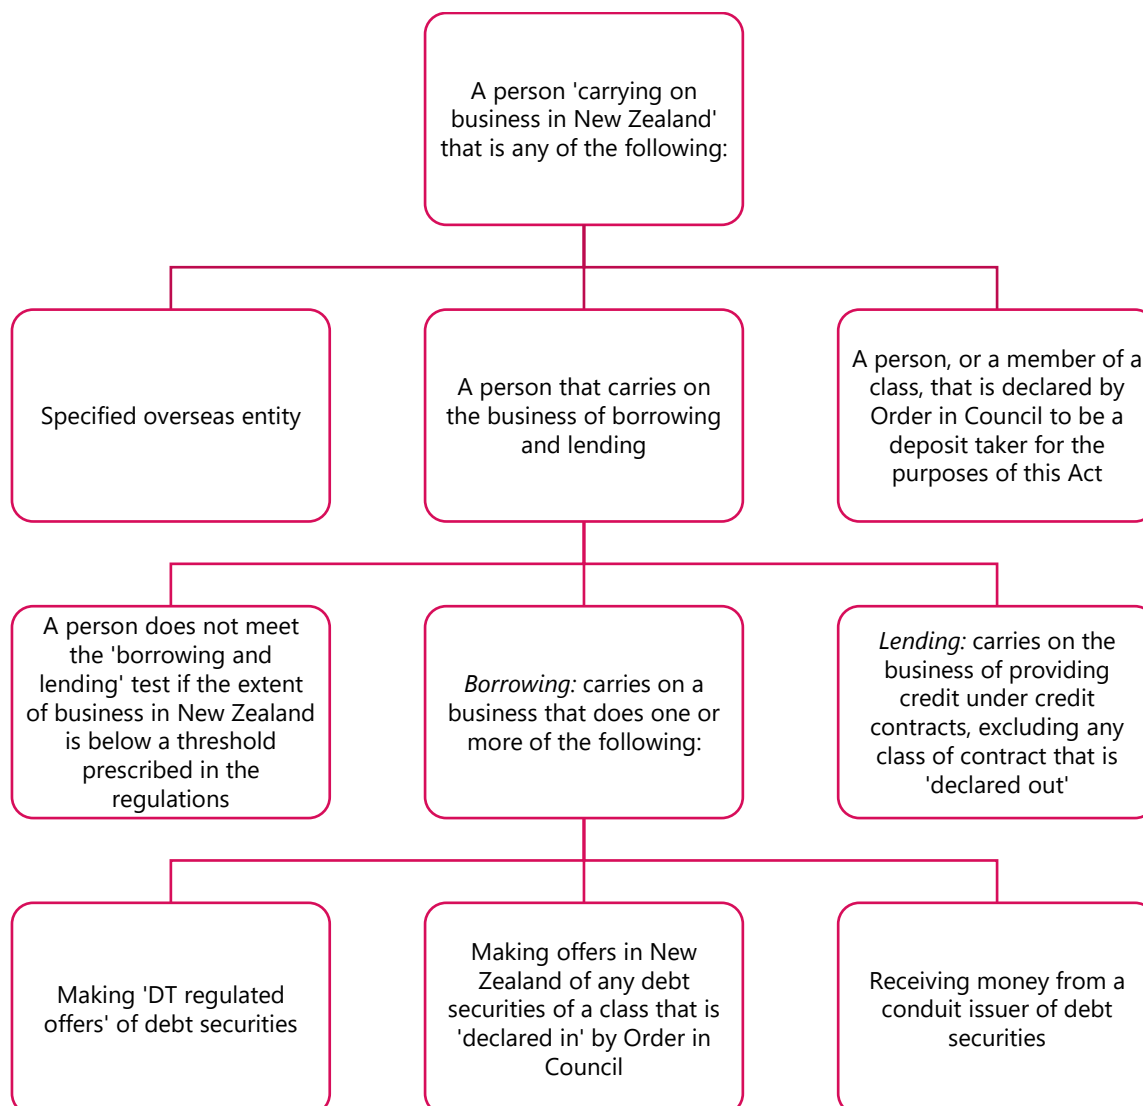 A person 'carrying on
business in New Zealand'
that is any of the following:
Specified overseas entity
A person that carries on
the business of borrowing
and lending
A person, or a member of a
class, that is declared by
Order in Council to be a
deposit taker for the
purposes of this Act
A person does not meet
the 'borrowing and
lending' test if the extent
of business in New Zealand
is below a threshold
prescribed in the
regulations
Borrowing: carries on a
business that does one or
more of the following:
Lending: carries on the
business of providing
credit under credit
contracts, excluding any
class of contract that is
'declared out'
Making 'DT regulated
offers' of debt securities
Making offers in New
Zealand of any debt
securities of a class that is
'declared in' by Order in
Council
Receiving money from a
conduit issuer of debt
securities